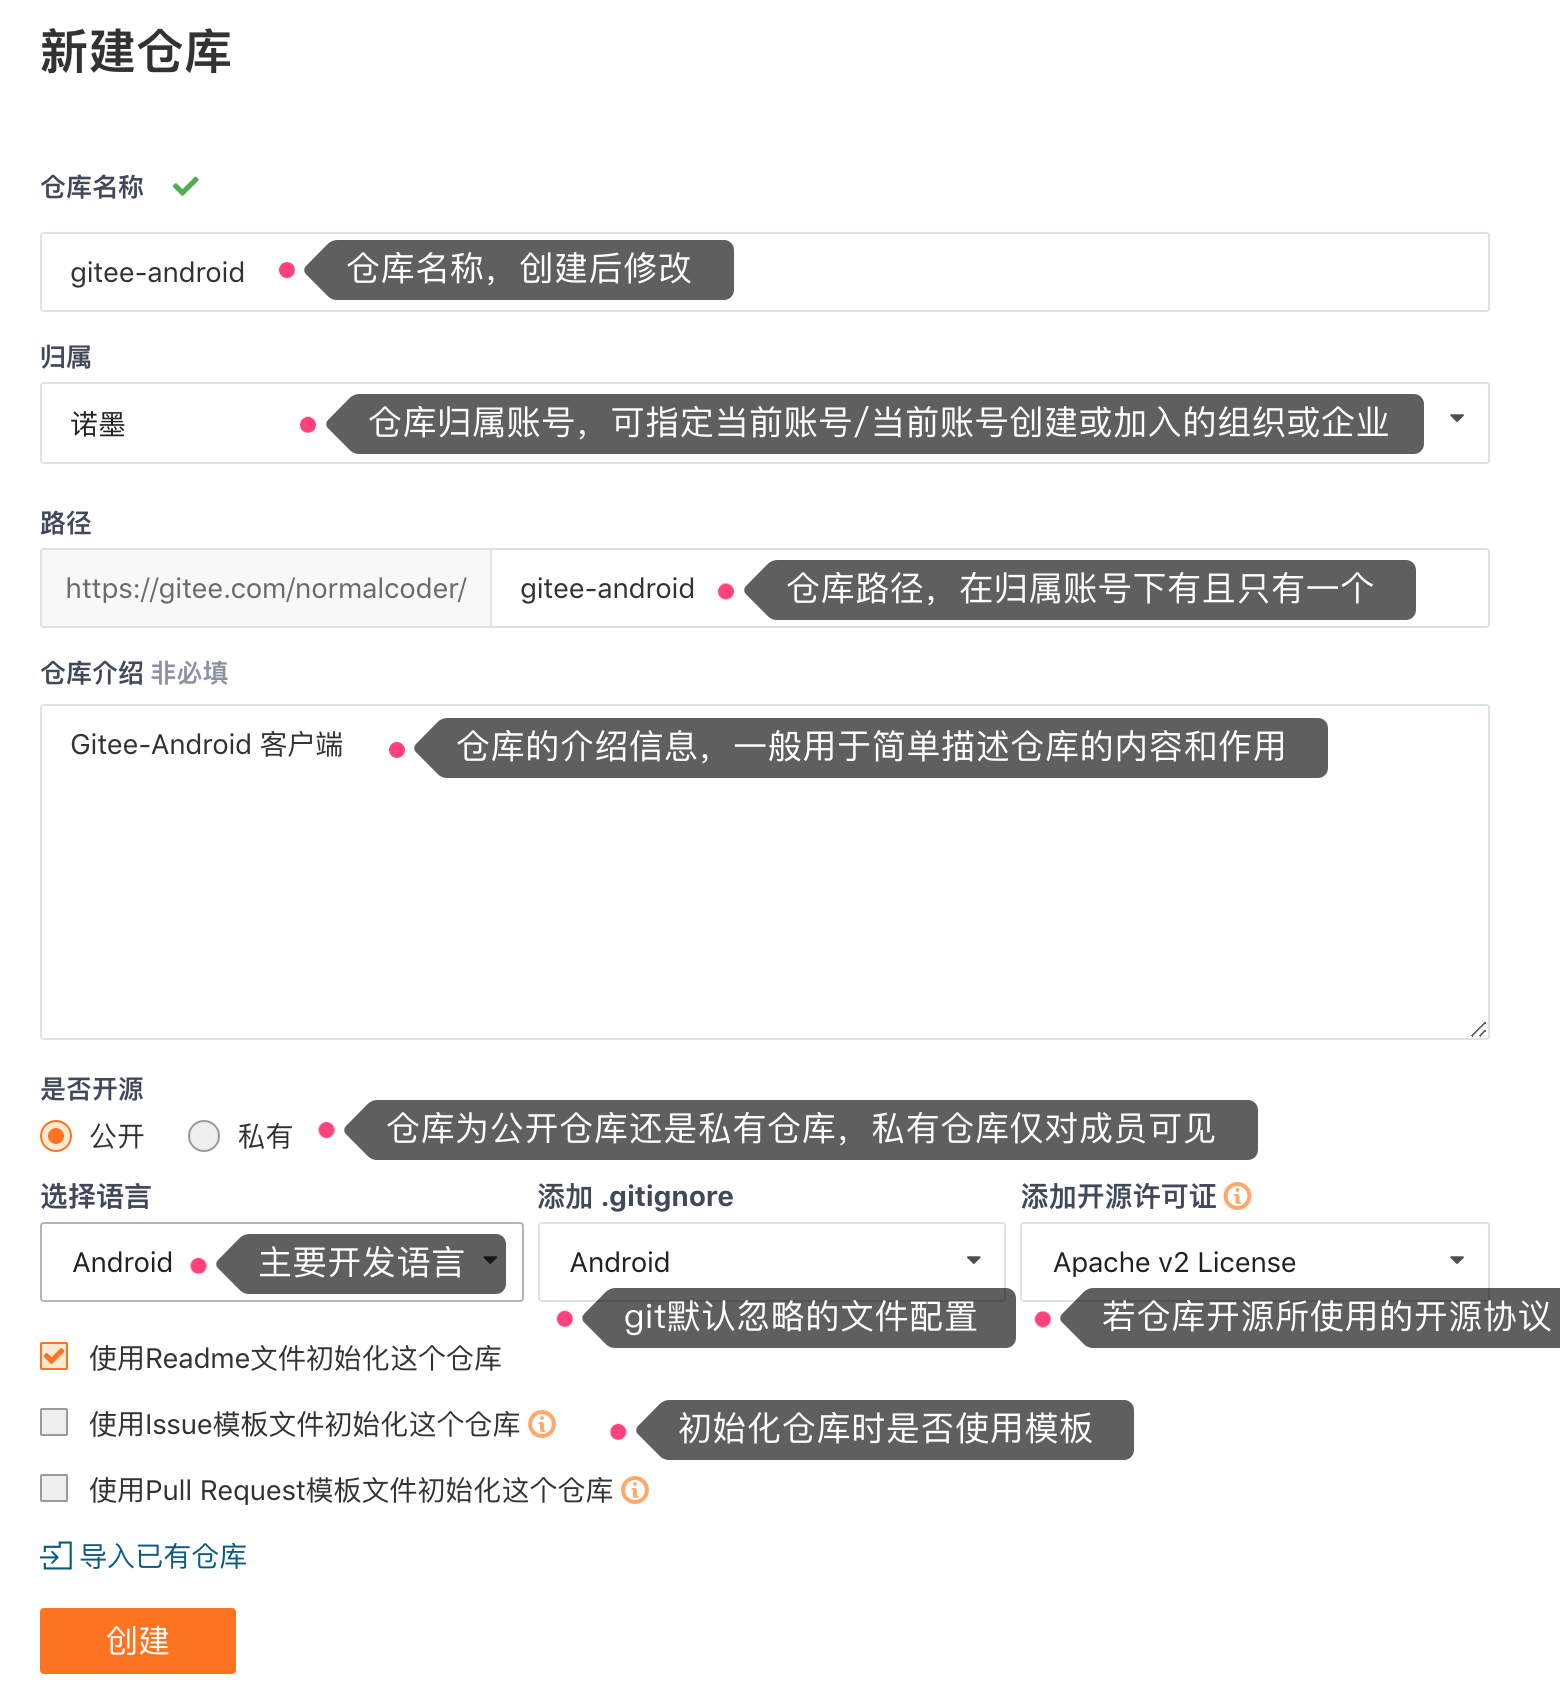 新建仓库
仓库名称
gitee-android 仓库名称，创建后修改
归属
诺墨 仓库归属账号，可指定当前账号/当前账号创建或加入的组织或企业
路径
https://gitee.com/normalcoder/ gitee-android 仓库路径，在归属账号下有且只有一个
仓库介绍 非必填
Gitee-Android 客户端 仓库的介绍信息，一般用于简单描述仓库的内容和作用
是否开源
公开 私有 仓库为公开仓库还是私有仓库，私有仓库仅对成员可见
选择语言 添加 .gitignore 添加开源许可证
Android 主要开发语言 Android Apache v2 License
git默认忽略的文件配置 若仓库开源所使用的开源协议
使用Readme文件初始化这个仓库
使用Issue模板文件初始化这个仓库 初始化仓库时是否使用模板
使用Pull Request模板文件初始化这个仓库
导入已有仓库
创建